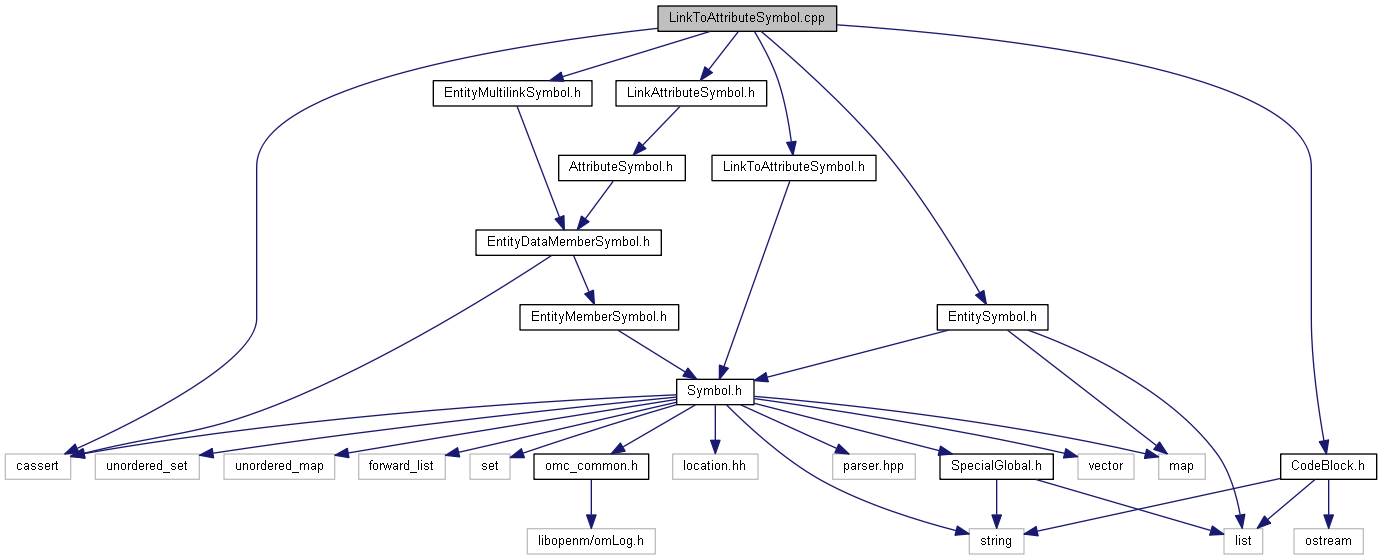 LinkToAttributeSymbol.cpp
EntityMultilinkSymbol.h
LinkAttributeSymbol.h
AttributeSymbol.h
LinkToAttributeSymbol.h
EntityDataMemberSymbol.h
EntityMemberSymbol.h
EntitySymbol.h
Symbol.h
cassert
unordered_set
unordered_map
forward_list
set
omc_common.h
location.hh
parser.hpp
SpecialGlobal.h
vector
map
CodeBlock.h
libopenm/omLog.h
string
list
ostream